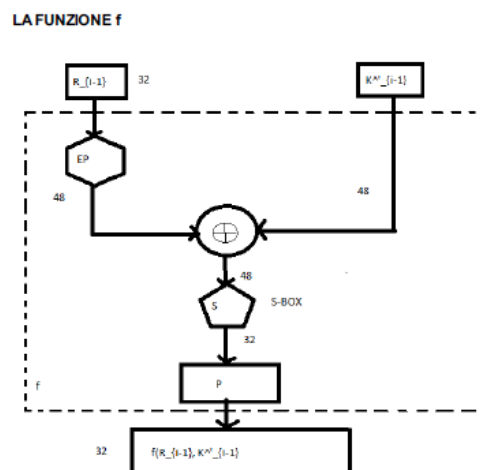 LA FUNZIONE f
R_{i-1}
32
K^'_{i-1}
EP
48
48
48
S
S-BOX
32
P
f
32
f(R_{i-1}, K^'_{i-1}